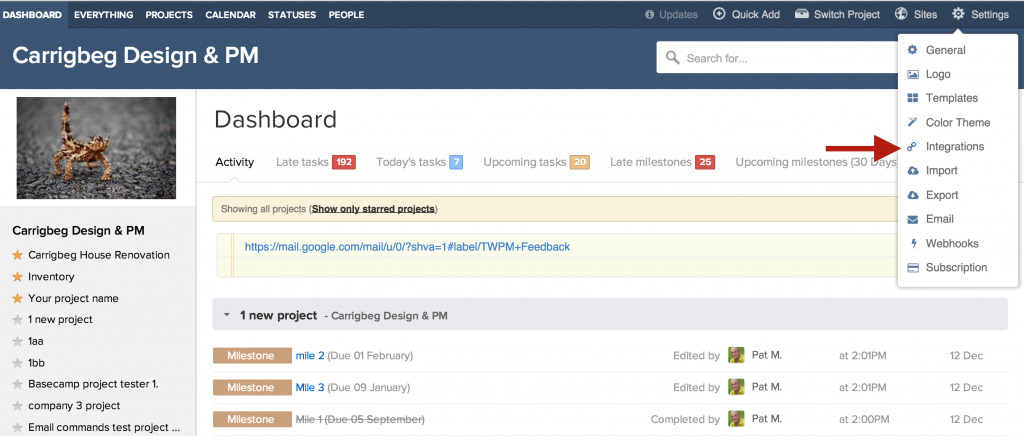 DASHBOARD EVERYTHING PROJECTS CALENDAR STATUSES PEOPLE Updates Quick Add Switch Project Sites Settings
Carrigbeg Design & PM
Search for...
General
Logo
Templates
Color Theme
Integrations
Import
Export
Email
Webhooks
Subscription
Carrigbeg Design & PM
Carrigbeg House Renovation
Inventory
Your project name
1 new project
1aa
1bb
Basecamp project tester 1.
company 3 project
Email commands test project ...
Dashboard
Activity Late tasks 192 Today's tasks 7 Upcoming tasks 20 Late milestones 25 Upcoming milestones (30 Days
Showing all projects (Show only starred projects)
https://mail.google.com/mail/u/0/?shva=1#label/TWPM+Feedback
1 new project - Carrigbeg Design & PM
Milestone mile 2 (Due 01 February) Edited by Pat M. at 2:01PM 12 Dec
Milestone Mile 3 (Due 09 January) Edited by Pat M. at 2:01PM 12 Dec
Milestone Mile 1 (Due 05 September) Completed by Pat M. at 2:00PM 12 Dec